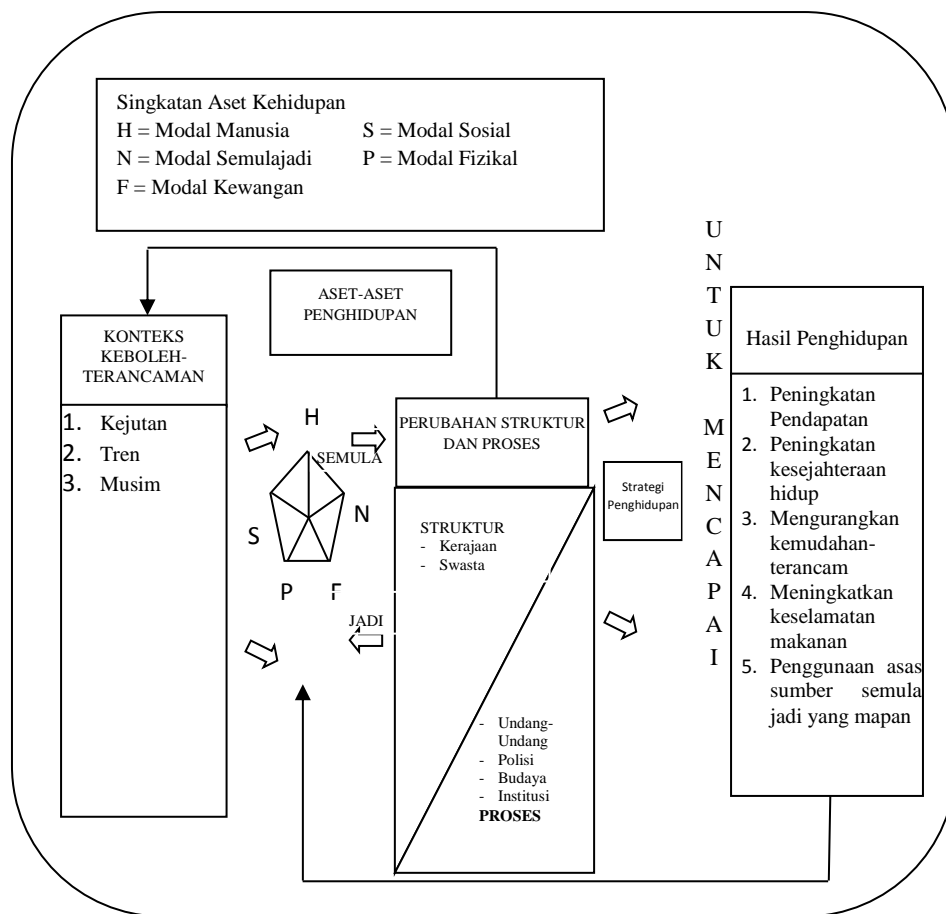 Singkatan Aset Kehidupan
H = Modal Manusia S = Modal Sosial
N = Modal Semulajadi P = Modal Fizikal
F = Modal Kewangan
ASET-ASET
PENGHIDUPAN
KONTEKS
KEBOLEH-
TERANCAMAN
1. Kejutan
2. Tren
3. Musim
H
SEMULA
N
S
P F
JADI
PERUBAHAN STRUKTUR
DAN PROSES
STRUKTUR
- Kerajaan
- Swasta
- Undang-
Undang
- Polisi
- Budaya
- Institusi
PROSES
Strategi
Penghidupan
U
N
T
U
K
M
E
N
C
A
P
A
I
Hasil Penghidupan
1. Peningkatan
Pendapatan
2. Peningkatan
kesejahteraan
hidup
3. Mengurangkan
kemudahan-
terancam
4. Meningkatkan
keselamatan
makanan
5. Penggunaan asas
sumber semula
jadi yang mapan